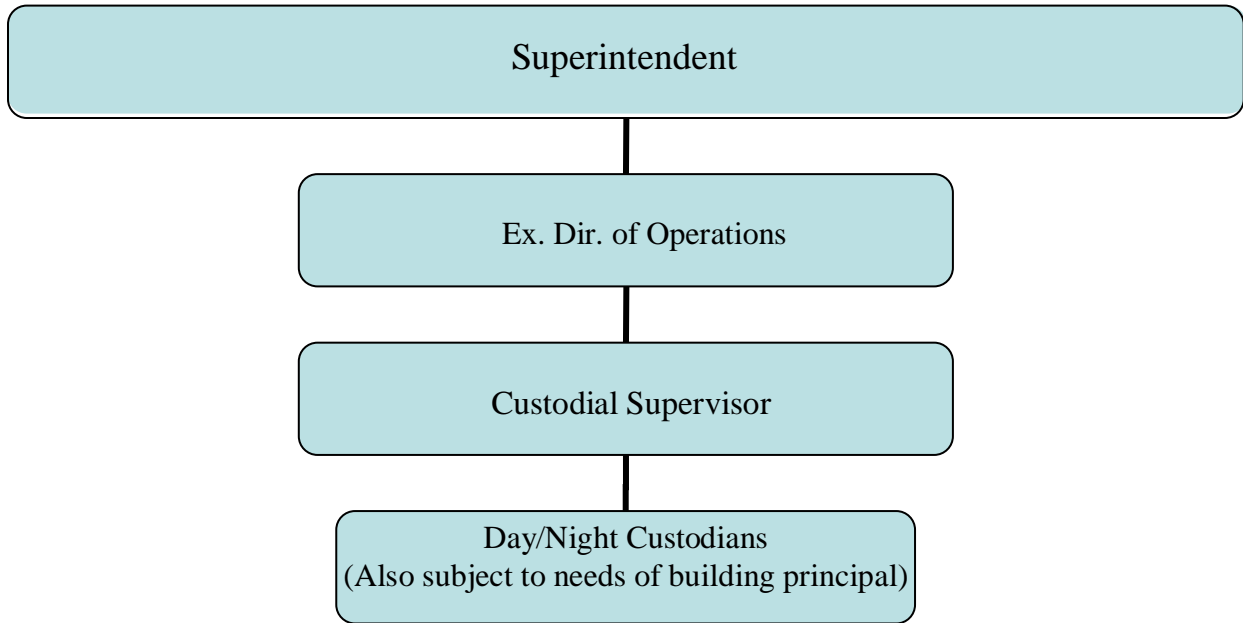 Superintendent
Ex. Dir. of Operations
Custodial Supervisor
Day/Night Custodians
(Also subject to needs of building principal)